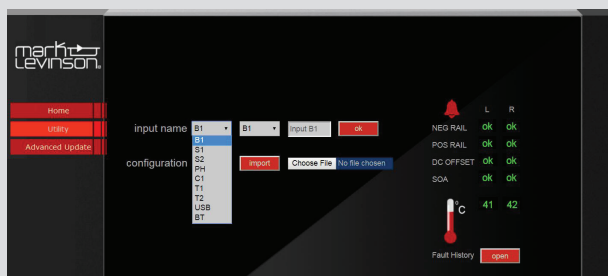 mark
Levinson®
Home
Utility
Advanced Update
input name B1 B1 Input B1 ok
B1
S1
S2
PH
C1
T1
T2
USB
BT
configuration import Choose File No file chosen
L R
NEG RAIL ok ok
POS RAIL ok ok
DC OFFSET ok ok
SOA ok ok
°C 41 42
Fault History open